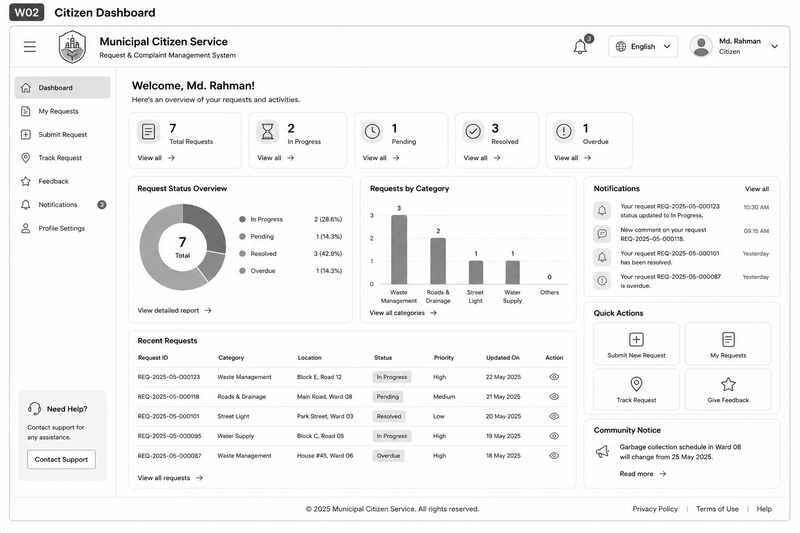 W02 Citizen Dashboard
Municipal Citizen Service
Request & Complaint Management System
3
English
Md. Rahman
Citizen
Dashboard
My Requests
Submit Request
Track Request
Feedback
Notifications 3
Profile Settings
Need Help?
Contact support for
any assistance.
Contact Support
Welcome, Md. Rahman!
Here's an overview of your requests and activities.
7
Total Requests
View all →
2
In Progress
View all →
1
Pending
View all →
3
Resolved
View all →
1
Overdue
View all →
Request Status Overview
7
Total
In Progress 2 (28.6%)
Pending 1 (14.3%)
Resolved 3 (42.9%)
Overdue 1 (14.3%)
View detailed report →
Requests by Category
3
2
1
0
3
2
1
1
0
Waste
Management
Roads &
Drainage
Street
Light
Water
Supply
Others
View all categories →
Notifications View all
Your request REQ-2025-05-000123 10:30 AM
status updated to In Progress.
New comment on your request 09:15 AM
REQ-2025-05-000118.
Your request REQ-2025-05-000101 Yesterday
has been resolved.
Your request REQ-2025-05-000087 Yesterday
is overdue.
Quick Actions
Submit New Request
My Requests
Track Request
Give Feedback
Recent Requests
Request ID Category Location Status Priority Updated On Action
REQ-2025-05-000123 Waste Management Block E, Road 12 In Progress High 22 May 2025
REQ-2025-05-000118 Roads & Drainage Main Road, Ward 08 Pending Medium 21 May 2025
REQ-2025-05-000101 Street Light Park Street, Ward 03 Resolved Low 20 May 2025
REQ-2025-05-000095 Water Supply Block C, Road 05 In Progress High 19 May 2025
REQ-2025-05-000087 Waste Management House #45, Ward 06 Overdue High 18 May 2025
View all requests →
Community Notice
Garbage collection schedule in Ward 08
will change from 25 May 2025.
Read more →
© 2025 Municipal Citizen Service. All rights reserved.
Privacy Policy | Terms of Use | Help